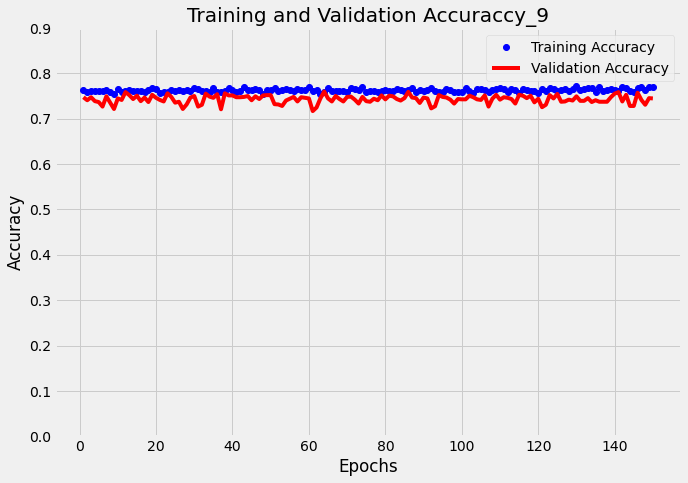 Training and Validation Accuraccy_9
Training Accuracy
Validation Accuracy
Accuracy
0.9
0.8
0.7
0.6
0.5
0.4
0.3
0.2
0.1
0.0
0 20 40 60 80 100 120 140
Epochs